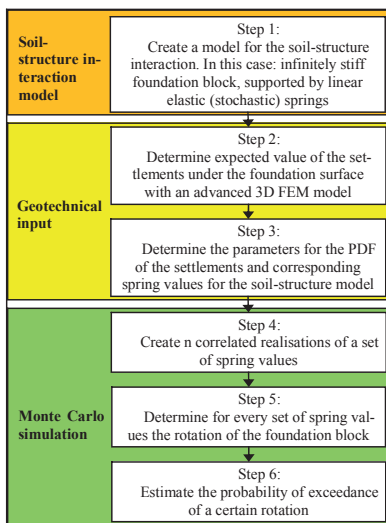 Soil-
structure in-
teraction
model
Step 1:
Create a model for the soil-structure
interaction. In this case: infinitely stiff
foundation block, supported by linear
elastic (stochastic) springs
Geotechnical
input
Step 2:
Determine expected value of the set-
tlements under the foundation surface
with an advanced 3D FEM model
Step 3:
Determine the parameters for the PDF
of the settlements and corresponding
spring values for the soil-structure model
Monte Carlo
simulation
Step 4:
Create n correlated realisations of a set
of spring values
Step 5:
Determine for every set of spring val-
ues the rotation of the foundation block
Step 6:
Estimate the probability of exceedance
of a certain rotation